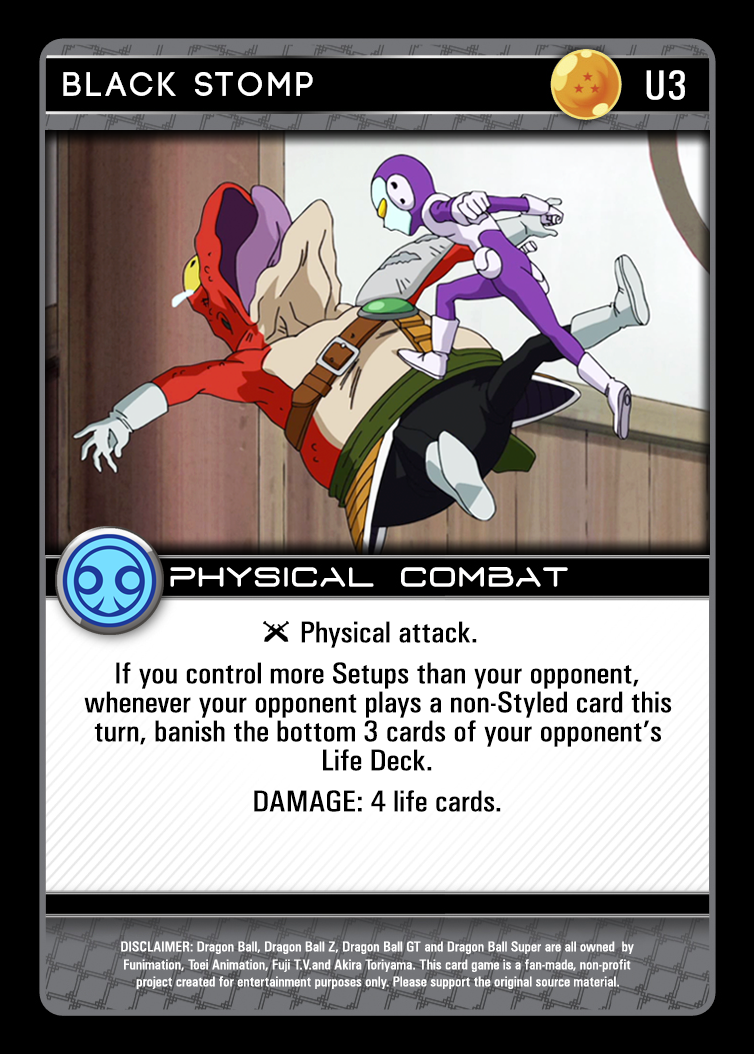 BLACK STOMP
U3
PHYSICAL COMBAT
Physical attack.
If you control more Setups than your opponent,
whenever your opponent plays a non-Styled card this
turn, banish the bottom 3 cards of your opponent's
Life Deck.
DAMAGE: 4 life cards.
DISCLAIMER: Dragon Ball, Dragon Ball Z, Dragon Ball GT and Dragon Ball Super are all owned by
Funimation, Toei Animation, Fuji T.V.and Akira Toriyama. This card game is a fan-made, non-profit
project created for entertainment purposes only. Please support the original source material.